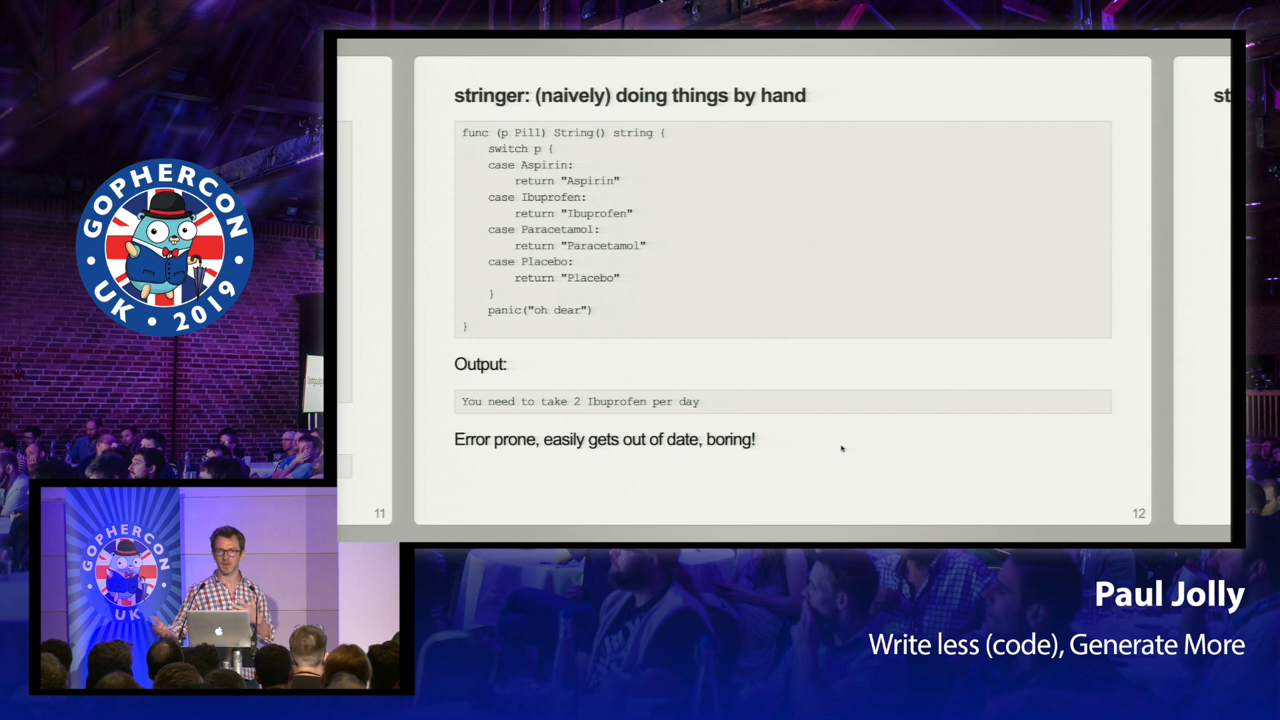 GOPHERCON
UK • 2019
stringer: (naively) doing things by hand
st
func (p Pill) String() string {
    switch p {
    case Aspirin:
        return "Aspirin"
    case Ibuprofen:
        return "Ibuprofen"
    case Paracetamol:
        return "Paracetamol"
    case Placebo:
        return "Placebo"
    }
    panic("oh dear")
}
Output:
You need to take 2 Ibuprofen per day
Error prone, easily gets out of date, boring!
11
12
GOPHERCON
UK
Paul Jolly
Write less (code), Generate More